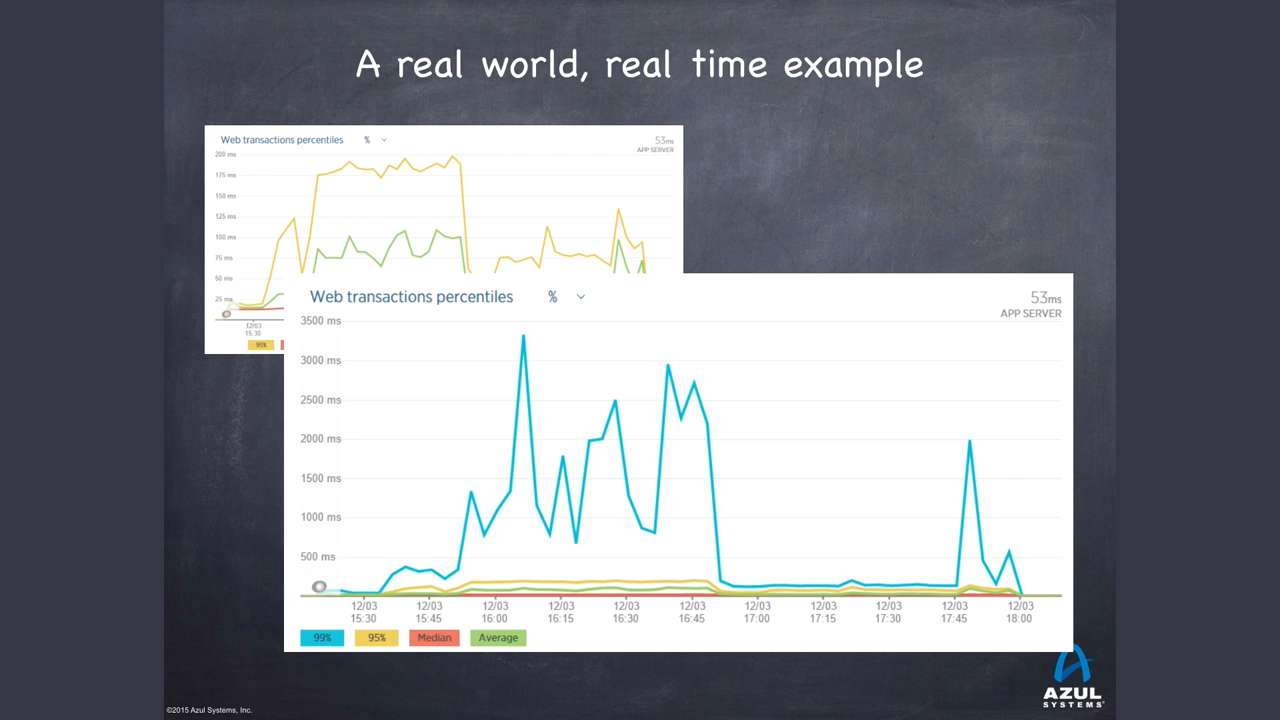 A real world, real time example
Web transactions percentiles %
53ms
APP SERVER
200 ms
175 ms
150 ms
125 ms
100 ms
75 ms
50 ms
25 ms
12/03
15:30
95%
Web transactions percentiles %
53ms
APP SERVER
3500 ms
3000 ms
2500 ms
2000 ms
1500 ms
1000 ms
500 ms
12/03 12/03 12/03 12/03 12/03 12/03 12/03 12/03 12/03 12/03 12/03
15:30 15:45 16:00 16:15 16:30 16:45 17:00 17:15 17:30 17:45 18:00
99% 95% Median Average
©2015 Azul Systems, Inc.
AZUL
SYSTEMS®